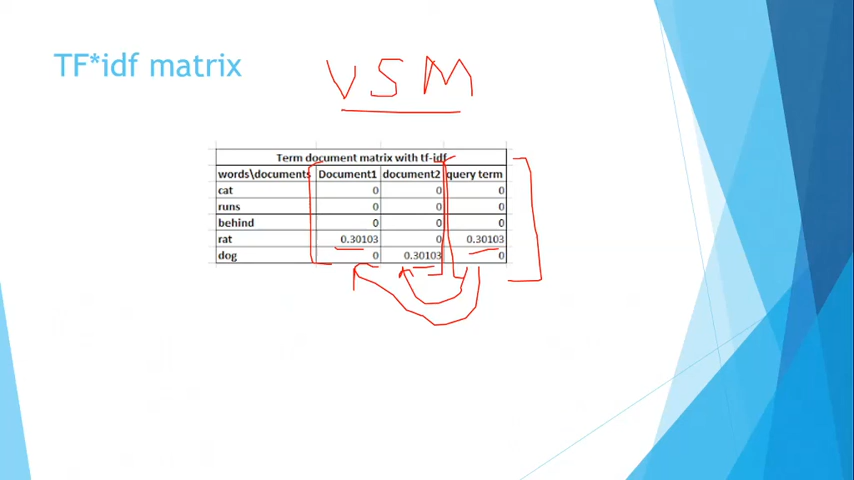 TF*idf matrix
VSM
Term document matrix with tf-idf
words\documents Document1 document2 query term
cat 0 0 0
runs 0 0 0
behind 0 0 0
rat 0.30103 0 0.30103
dog 0 0.30103 0